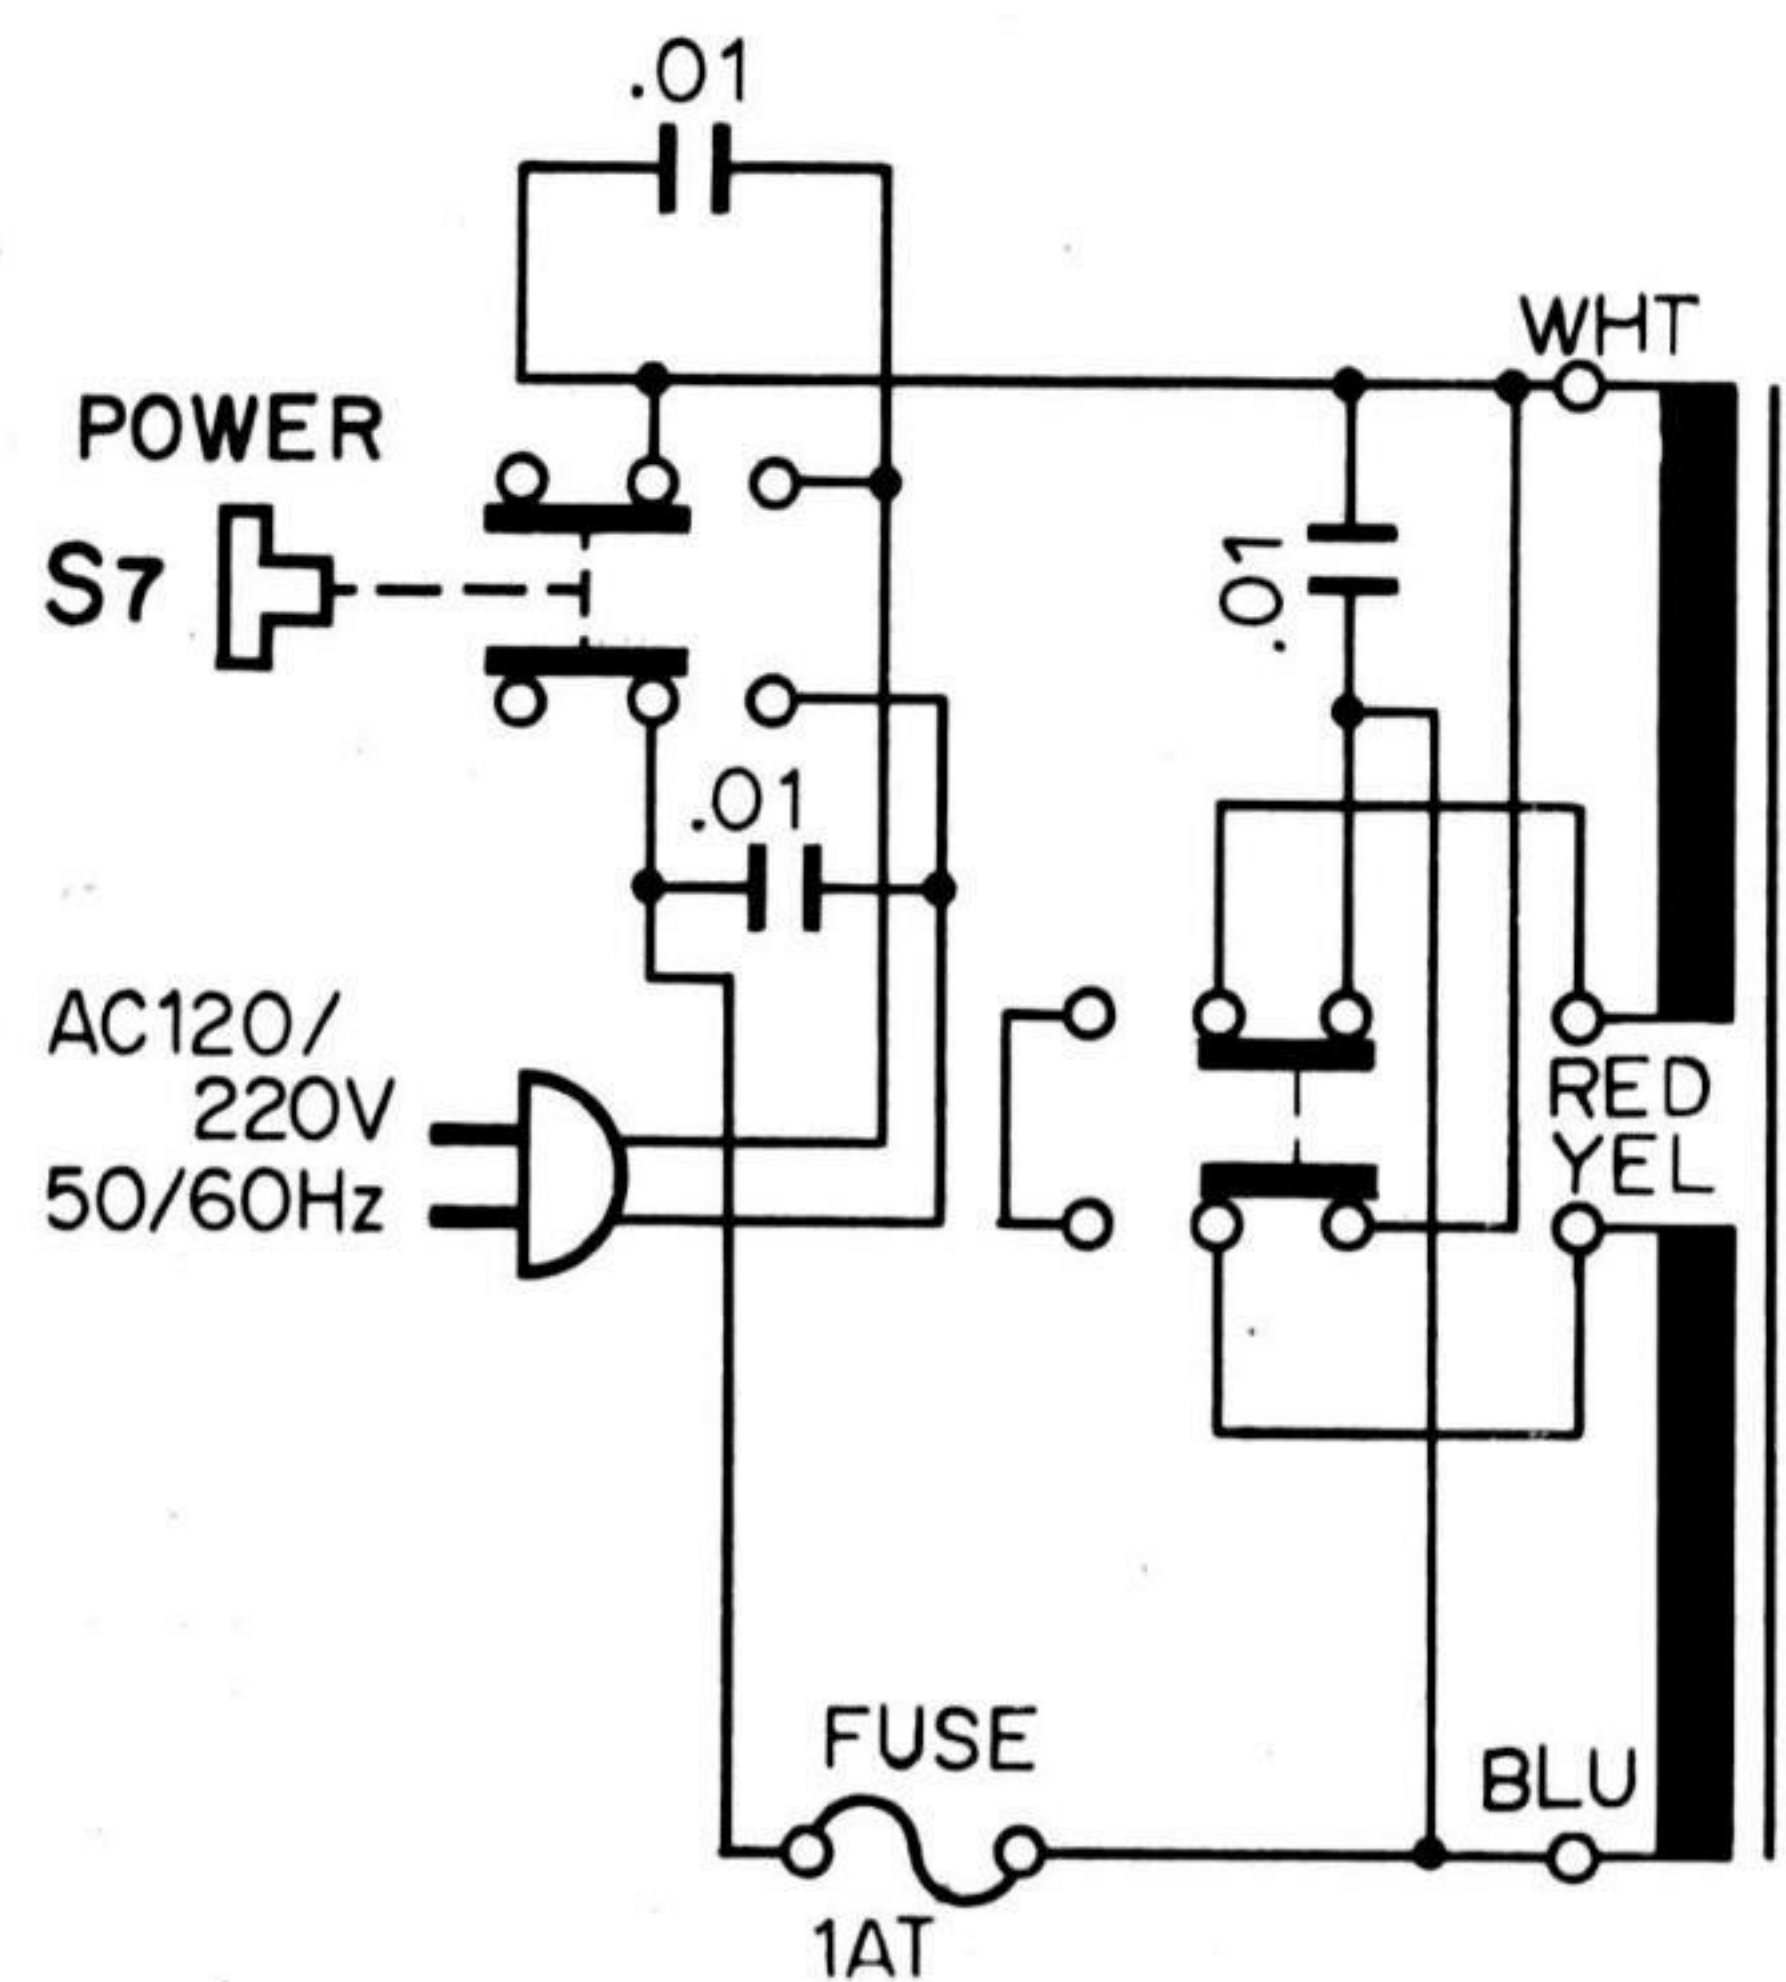 .01
WHT
POWER
S7
.01
.01
AC120/
220V
50/60Hz
RED
YEL
FUSE
BLU
1AT